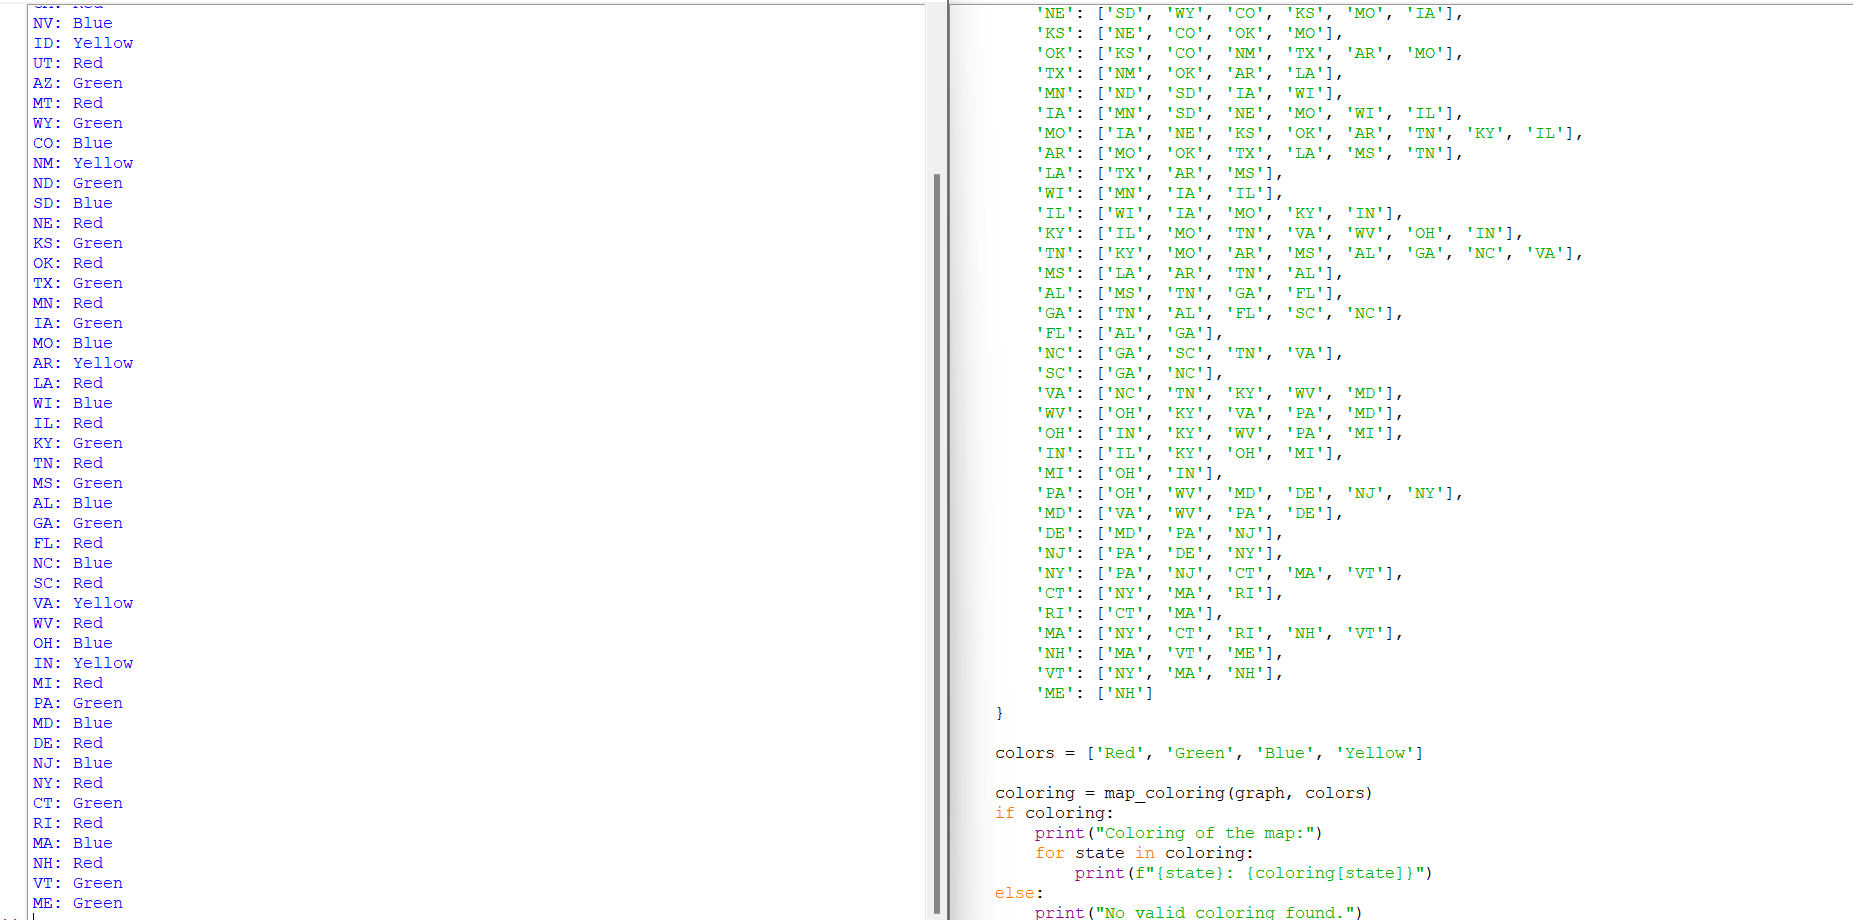 NV: Blue
ID: Yellow
UT: Red
AZ: Green
MT: Red
WY: Green
CO: Blue
NM: Yellow
ND: Green
SD: Blue
NE: Red
KS: Green
OK: Red
TX: Green
MN: Red
IA: Green
MO: Blue
AR: Yellow
LA: Red
WI: Blue
IL: Red
KY: Green
TN: Red
MS: Green
AL: Blue
GA: Green
FL: Red
NC: Blue
SC: Red
VA: Yellow
WV: Red
OH: Blue
IN: Yellow
MI: Red
PA: Green
MD: Blue
DE: Red
NJ: Blue
NY: Red
CT: Green
RI: Red
MA: Blue
NH: Red
VT: Green
ME: Green
'NE': ['SD', 'WY', 'CO', 'KS', 'MO', 'IA'],
'KS': ['NE', 'CO', 'OK', 'MO'],
'OK': ['KS', 'CO', 'NM', 'TX', 'AR', 'MO'],
'TX': ['NM', 'OK', 'AR', 'LA'],
'MN': ['ND', 'SD', 'IA', 'WI'],
'IA': ['MN', 'SD', 'NE', 'MO', 'WI', 'IL'],
'MO': ['IA', 'NE', 'KS', 'OK', 'AR', 'TN', 'KY', 'IL'],
'AR': ['MO', 'OK', 'TX', 'LA', 'MS', 'TN'],
'LA': ['TX', 'AR', 'MS'],
'WI': ['MN', 'IA', 'IL'],
'IL': ['WI', 'IA', 'MO', 'KY', 'IN'],
'KY': ['IL', 'MO', 'TN', 'VA', 'WV', 'OH', 'IN'],
'TN': ['KY', 'MO', 'AR', 'MS', 'AL', 'GA', 'NC', 'VA'],
'MS': ['LA', 'AR', 'TN', 'AL'],
'AL': ['MS', 'TN', 'GA', 'FL'],
'GA': ['TN', 'AL', 'FL', 'SC', 'NC'],
'FL': ['AL', 'GA'],
'NC': ['GA', 'SC', 'TN', 'VA'],
'SC': ['GA', 'NC'],
'VA': ['NC', 'TN', 'KY', 'WV', 'MD'],
'WV': ['OH', 'KY', 'VA', 'PA', 'MD'],
'OH': ['IN', 'KY', 'WV', 'PA', 'MI'],
'IN': ['IL', 'KY', 'OH', 'MI'],
'MI': ['OH', 'IN'],
'PA': ['OH', 'WV', 'MD', 'DE', 'NJ', 'NY'],
'MD': ['VA', 'WV', 'PA', 'DE'],
'DE': ['MD', 'PA', 'NJ'],
'NJ': ['PA', 'DE', 'NY'],
'NY': ['PA', 'NJ', 'CT', 'MA', 'VT'],
'CT': ['NY', 'MA', 'RI'],
'RI': ['CT', 'MA'],
'MA': ['NY', 'CT', 'RI', 'NH', 'VT'],
'NH': ['MA', 'VT', 'ME'],
'VT': ['NY', 'MA', 'NH'],
'ME': ['NH']
}
colors = ['Red', 'Green', 'Blue', 'Yellow']
coloring = map_coloring(graph, colors)
if coloring:
print("Coloring of the map:")
for state in coloring:
print(f"{state}: {coloring[state]}")
else:
print("No valid coloring found.")